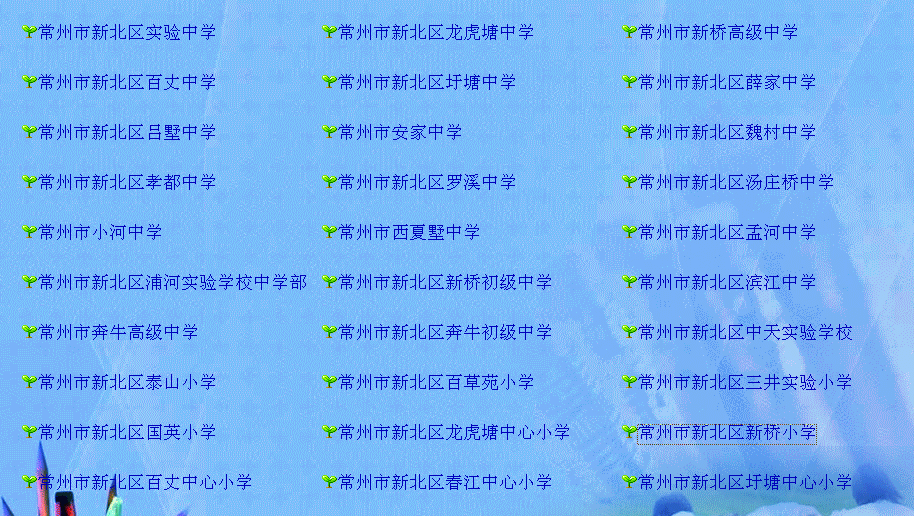 常州市新北区实验中学 常州市新北区龙虎塘中学 常州市新桥高级中学
常州市新北区百丈中学 常州市新北区圩塘中学 常州市新北区薛家中学
常州市新北区吕墅中学 常州市安家中学 常州市新北区魏村中学
常州市新北区孝都中学 常州市新北区罗溪中学 常州市新北区汤庄桥中学
常州市小河中学 常州市西夏墅中学 常州市新北区孟河中学
常州市新北区浦河实验学校中学部 常州市新北区新桥初级中学 常州市新北区滨江中学
常州市奔牛高级中学 常州市新北区奔牛初级中学 常州市新北区中天实验学校
常州市新北区泰山小学 常州市新北区百草苑小学 常州市新北区三井实验小学
常州市新北区国英小学 常州市新北区龙虎塘中心小学 常州市新北区新桥小学
常州市新北区百丈中心小学 常州市新北区春江中心小学 常州市新北区圩塘中心小学